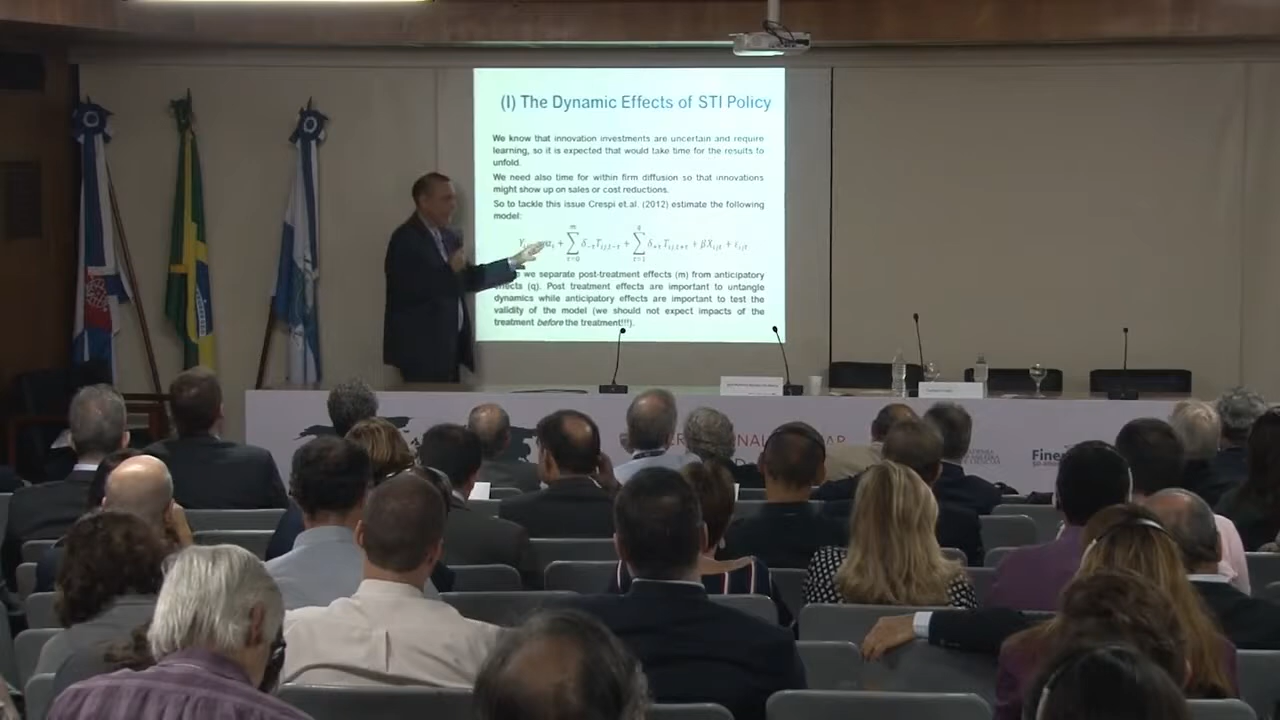 (I) The Dynamic Effects of STI Policy
We know that innovation investments are uncertain and require
learning, so it is expected that would take time for the results to
unfold.
We need also time for within firm diffusion so that innovations
might show up on sales or cost reductions.
So to tackle this issue Crespi et.al. (2012) estimate the following
model:
we separate post-treatment effects (m) from anticipatory
effects (q). Post treatment effects are important to untangle
dynamics while anticipatory effects are important to test the
validity of the model (we should not expect impacts of the
treatment before the treatment!!!).